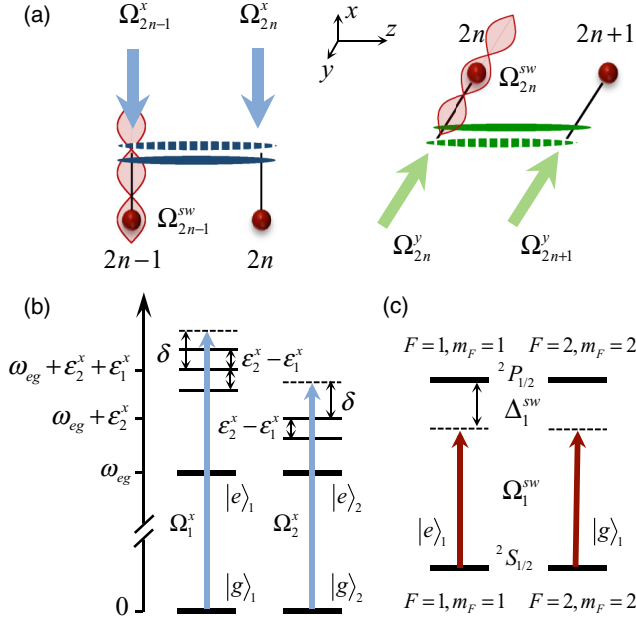 (a)
Ω^x_{2n−1} Ω^x_{2n}
x
z
y
2n 2n+1
Ω^{sw}_{2n}
Ω^{sw}_{2n−1}
2n−1 2n
Ω^y_{2n} Ω^y_{2n+1}
(b)
ω_{eg} + ε^x_2 + ε^x_1
δ
ε^x_2 − ε^x_1
ω_{eg} + ε^x_2
ε^x_2 − ε^x_1
δ
ω_{eg}
|e⟩_1 |e⟩_2
Ω^x_1 Ω^x_2
|g⟩_1 |g⟩_2
0
(c)
F=1, m_F=1 F=2, m_F=2
^2P_{1/2}
Δ^{sw}_1
Ω^{sw}_1
|e⟩_1 |g⟩_1
^2S_{1/2}
F=1, m_F=1 F=2, m_F=2